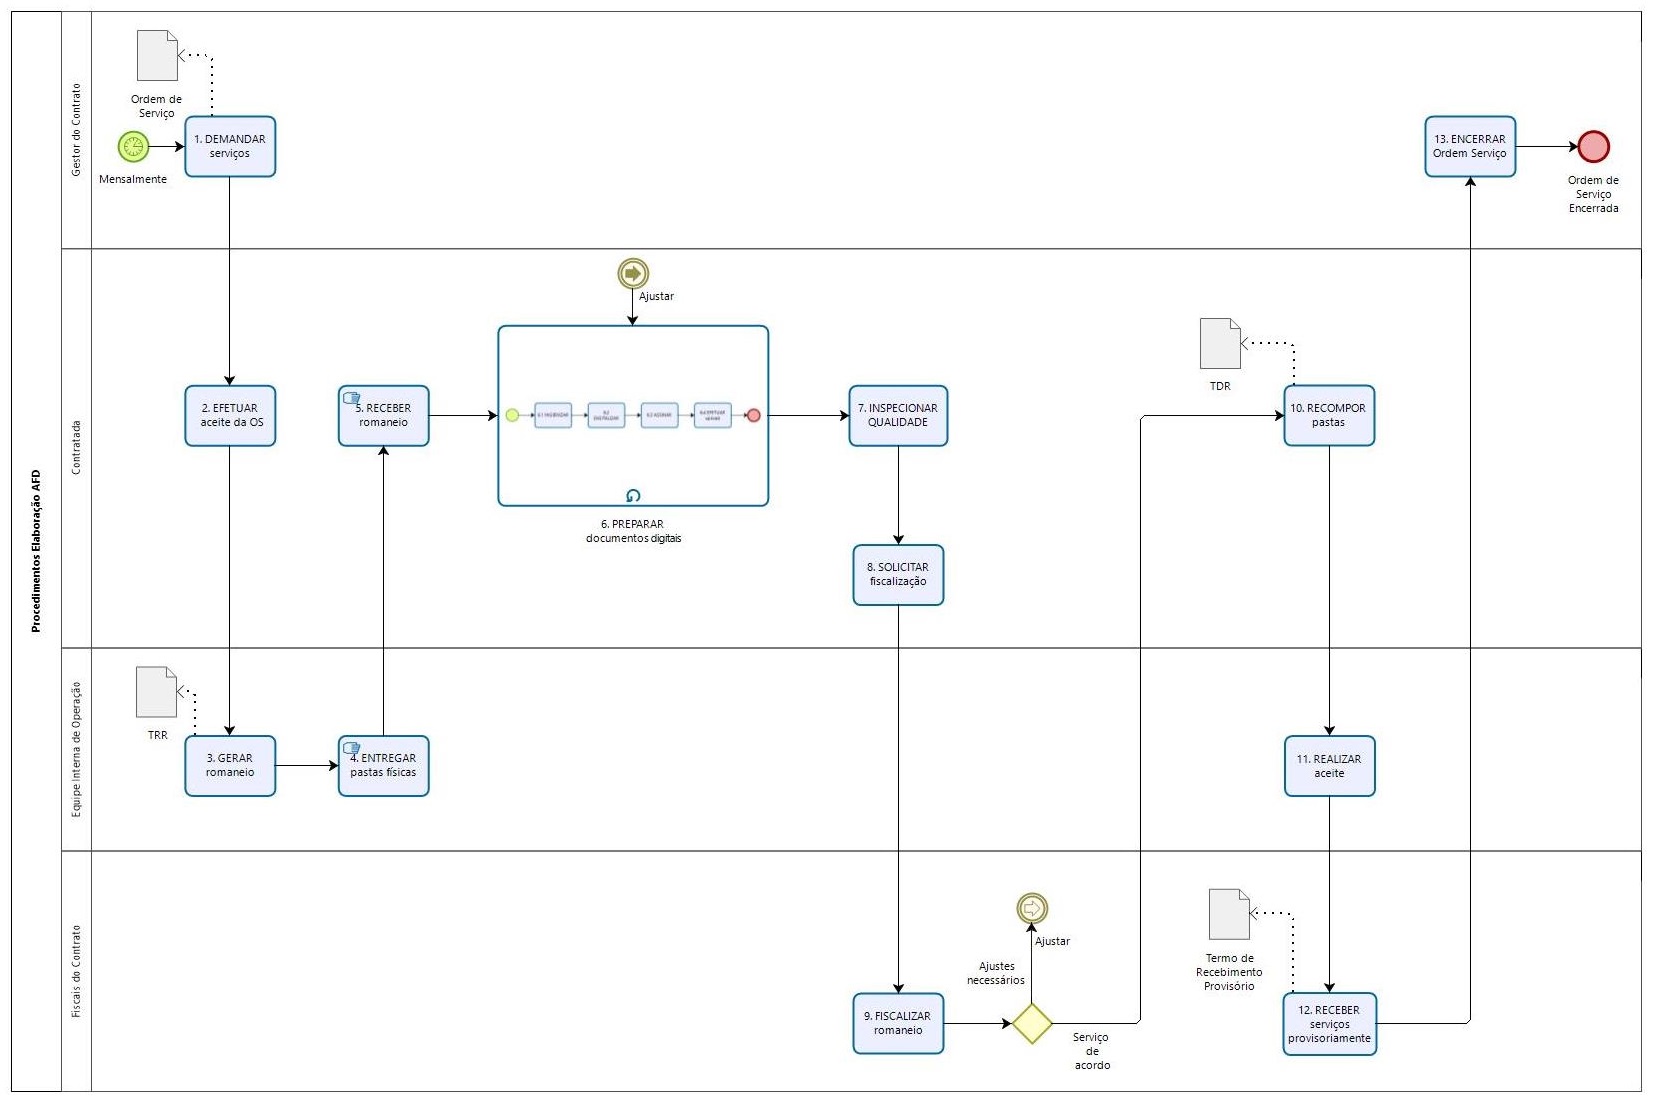 Procedimentos Elaboração AFD
Gestor do Contrato
Ordem de
Serviço
Mensalmente
1. DEMANDAR
serviços
13. ENCERRAR
Ordem Serviço
Ordem de
Serviço
Encerrada
Contratada
2. EFETUAR
aceite da OS
5. RECEBER
romaneio
Ajustar
6. PREPARAR
documentos digitais
7. INSPECIONAR
QUALIDADE
8. SOLICITAR
fiscalização
TDR
10. RECOMPOR
pastas
Equipe Interna de Operação
TRR
3. GERAR
romaneio
4. ENTREGAR
pastas físicas
11. REALIZAR
aceite
Fiscais do Contrato
9. FISCALIZAR
romaneio
Ajustar
Ajustes
necessários
Serviço
de
acordo
Termo de
Recebimento
Provisório
12. RECEBER
serviços
provisoriamente